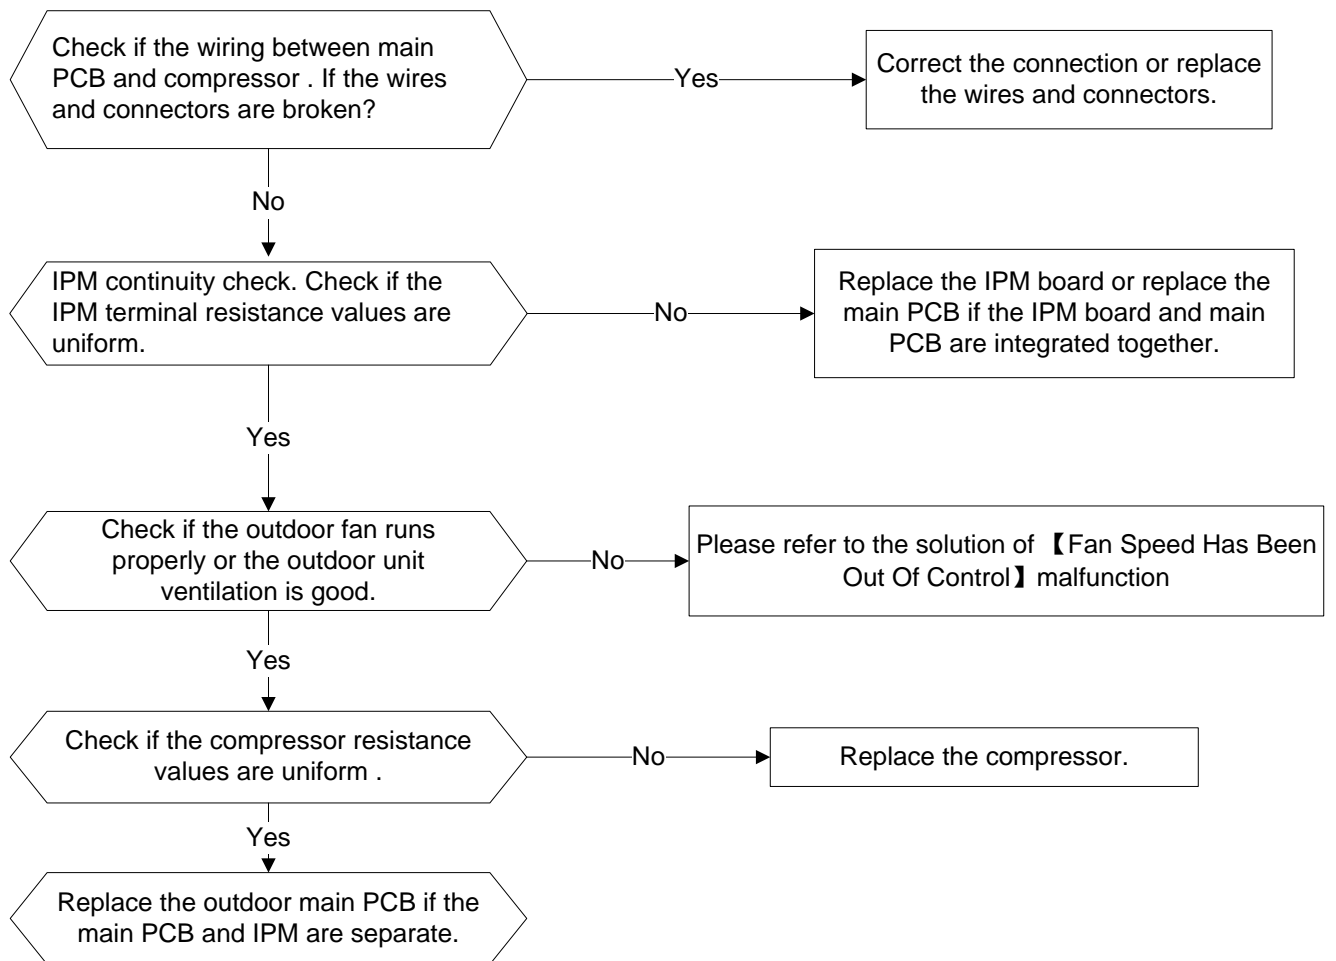 Check if the wiring between main
PCB and compressor . If the wires
and connectors are broken?
Yes
Correct the connection or replace
the wires and connectors.
No
IPM continuity check. Check if the
IPM terminal resistance values are
uniform.
No
Replace the IPM board or replace the
main PCB if the IPM board and main
PCB are integrated together.
Yes
Check if the outdoor fan runs
properly or the outdoor unit
ventilation is good.
No
Please refer to the solution of 【Fan Speed Has Been
Out Of Control】malfunction
Yes
Check if the compressor resistance
values are uniform .
No
Replace the compressor.
Yes
Replace the outdoor main PCB if the
main PCB and IPM are separate.